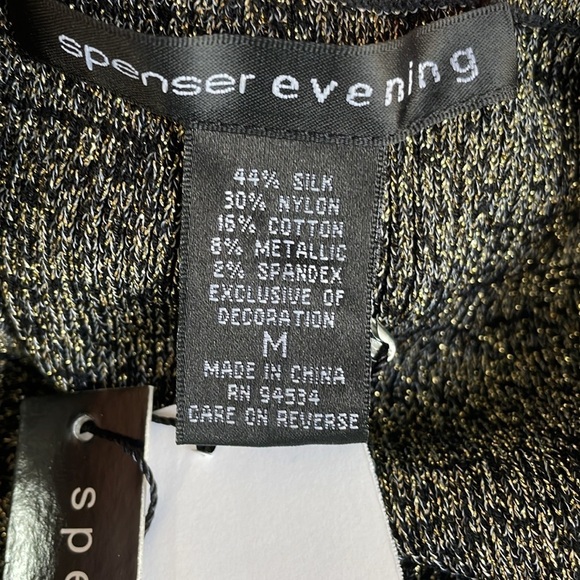 spenser evening
44% SILK
30% NYLON
16% COTTON
8% METALLIC
2% SPANDEX
EXCLUSIVE OF
DECORATION
M
MADE IN CHINA
RN 94534
CARE ON REVERSE
spe